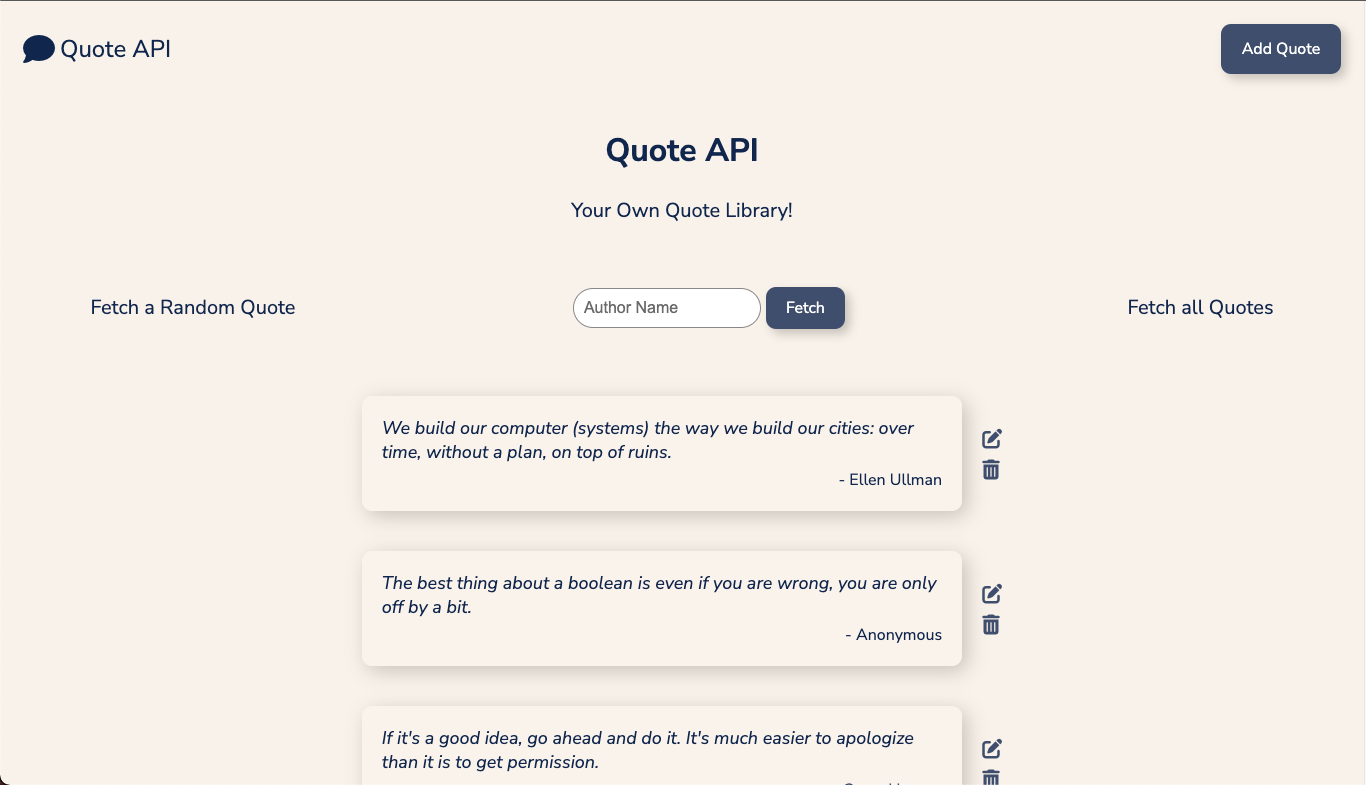 Quote API
Add Quote
Quote API
Your Own Quote Library!
Fetch a Random Quote
Author Name
Fetch
Fetch all Quotes
We build our computer (systems) the way we build our cities: over
time, without a plan, on top of ruins.
- Ellen Ullman
The best thing about a boolean is even if you are wrong, you are only
off by a bit.
- Anonymous
If it's a good idea, go ahead and do it. It's much easier to apologize
than it is to get permission.